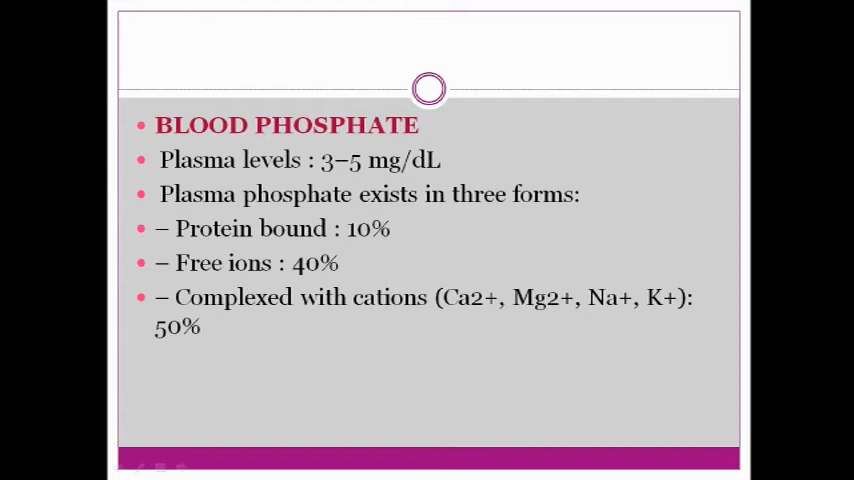 • BLOOD PHOSPHATE
• Plasma levels : 3–5 mg/dL
• Plasma phosphate exists in three forms:
• – Protein bound : 10%
• – Free ions : 40%
• – Complexed with cations (Ca2+, Mg2+, Na+, K+):
50%